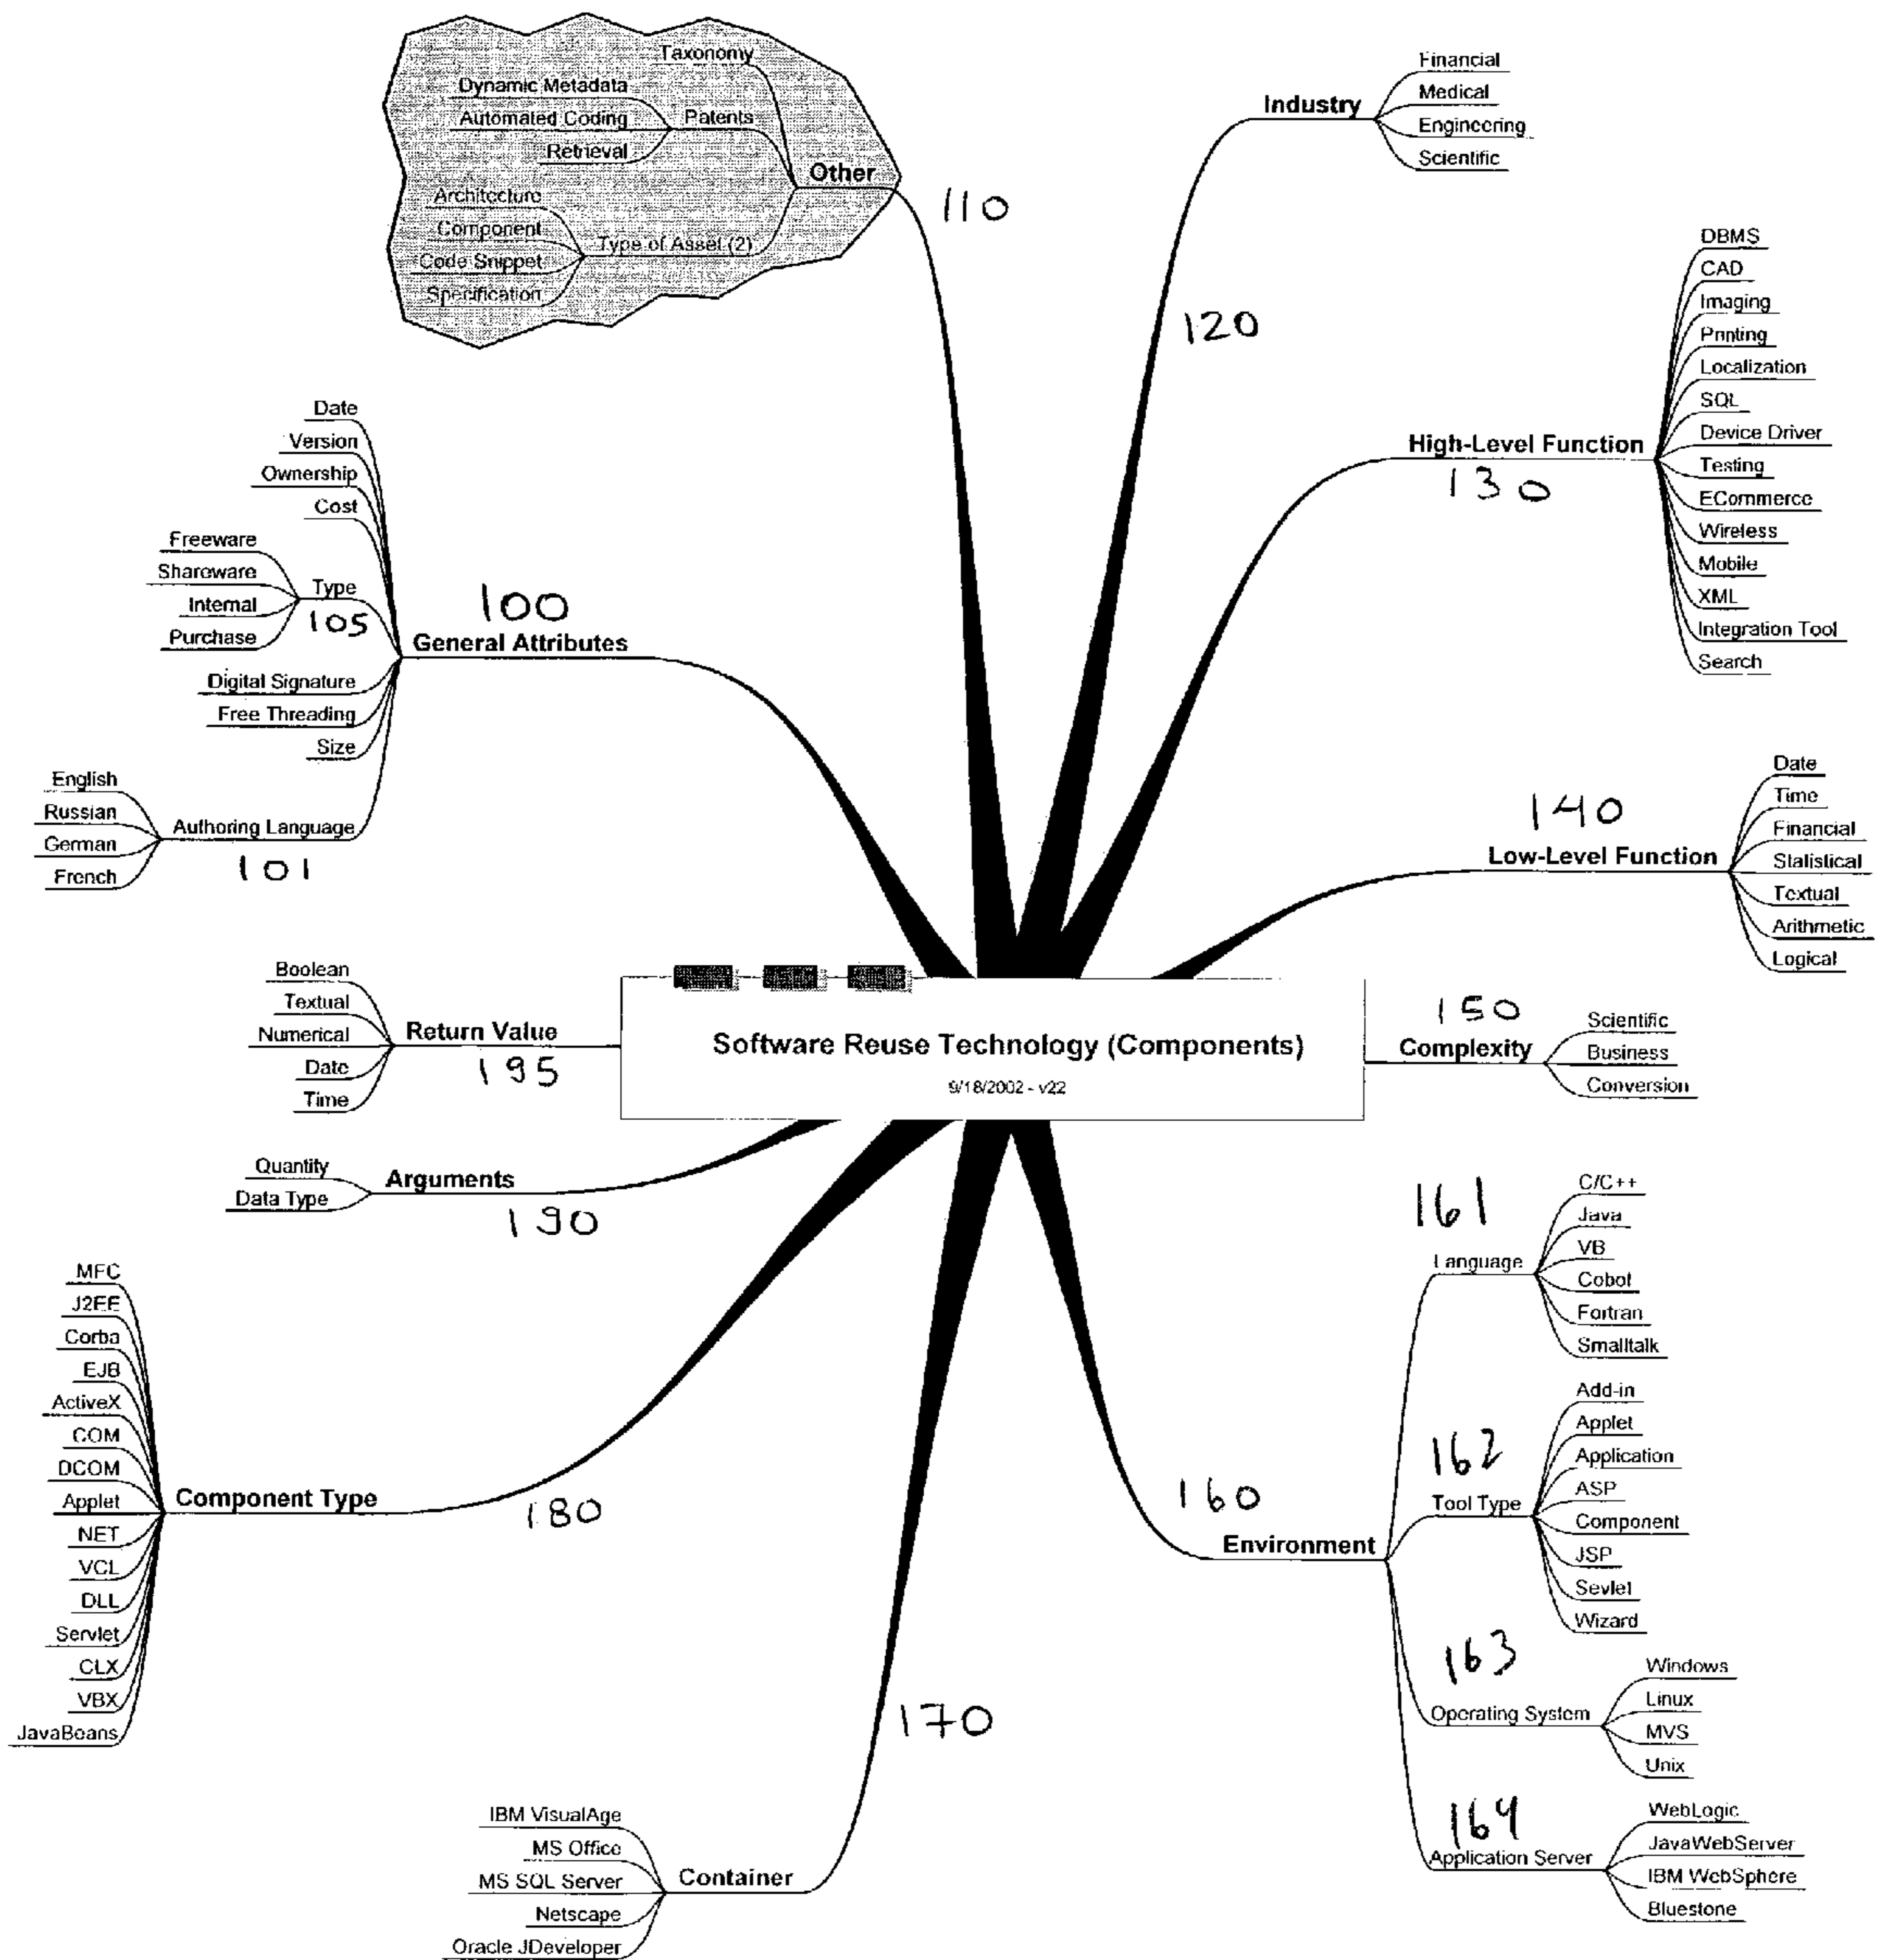 Taxonomy
Dynamic Metadata
Automated Coding
Retrieval
Patents
Other
Architecture
Component
Code Snippet
Specification
Type of Asset (2)
110
Industry
Financial
Medical
Engineering
Scientific
120
High-Level Function
130
DBMS
CAD
Imaging
Printing
Localization
SQL
Device Driver
Testing
ECommerce
Wireless
Mobile
XML
Integration Tool
Search
Date
Version
Ownership
Cost
Freeware
Shareware
Internal
Purchase
Type
105
100
General Attributes
Digital Signature
Free Threading
Size
English
Russian
German
French
Authoring Language
101
140
Low-Level Function
Date
Time
Financial
Statistical
Textual
Arithmetic
Logical
Boolean
Textual
Numerical
Date
Time
Return Value
195
Software Reuse Technology (Components)
9/18/2002 - v22
150
Complexity
Scientific
Business
Conversion
Quantity
Data Type
Arguments
190
161
Language
C/C++
Java
VB
Cobol
Fortran
Smalltalk
MFC
J2EE
Corba
EJB
ActiveX
COM
DCOM
Applet
NET
VCL
DLL
Servlet
CLX
VBX
JavaBeans
Component Type
180
160
Environment
162
Tool Type
Add-in
Applet
Application
ASP
Component
JSP
Sevlet
Wizard
163
Operating System
Windows
Linux
MVS
Unix
170
Container
IBM VisualAge
MS Office
MS SQL Server
Netscape
Oracle JDeveloper
164
Application Server
WebLogic
JavaWebServer
IBM WebSphere
Bluestone